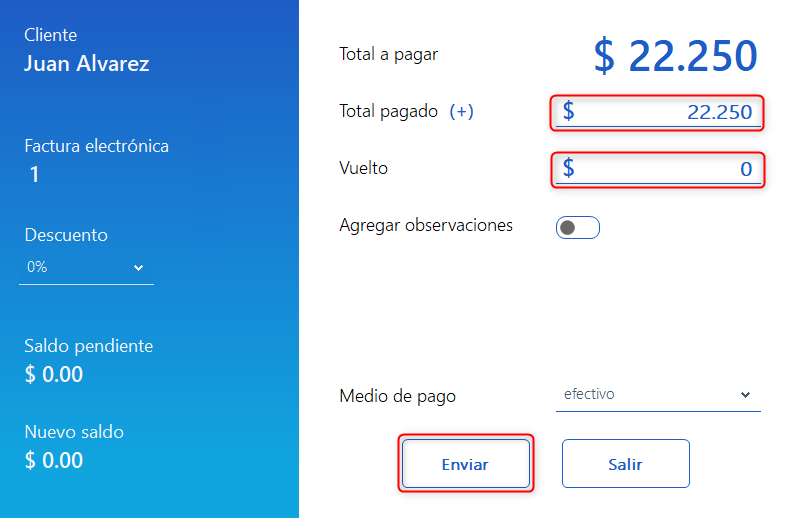 Cliente
Juan Alvarez
Factura electrónica
1
Descuento
0%
Saldo pendiente
$ 0.00
Nuevo saldo
$ 0.00
Total a pagar $ 22.250
Total pagado (+) $ 22.250
Vuelto $ 0
Agregar observaciones
Medio de pago efectivo
Enviar Salir